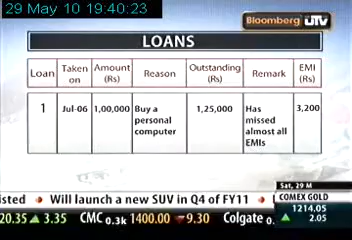 29 May 10 19:40:23
Bloomberg UTV
LOANS
Loan Taken on Amount (Rs) Reason Outstanding (Rs) Remark EMI (Rs)
1 Jul-06 1,00,000 Buy a personal computer 1,25,000 Has missed almost all EMIs 3,200
Sat, 29 M
isted • Will launch a new SUV in Q4 of FY11 •
COMEX GOLD
1214.05
▲ 2.05
20.35 ▲ 3.35 CMC 0.3k 1400.00 ▼ 9.30 Colgate 0.